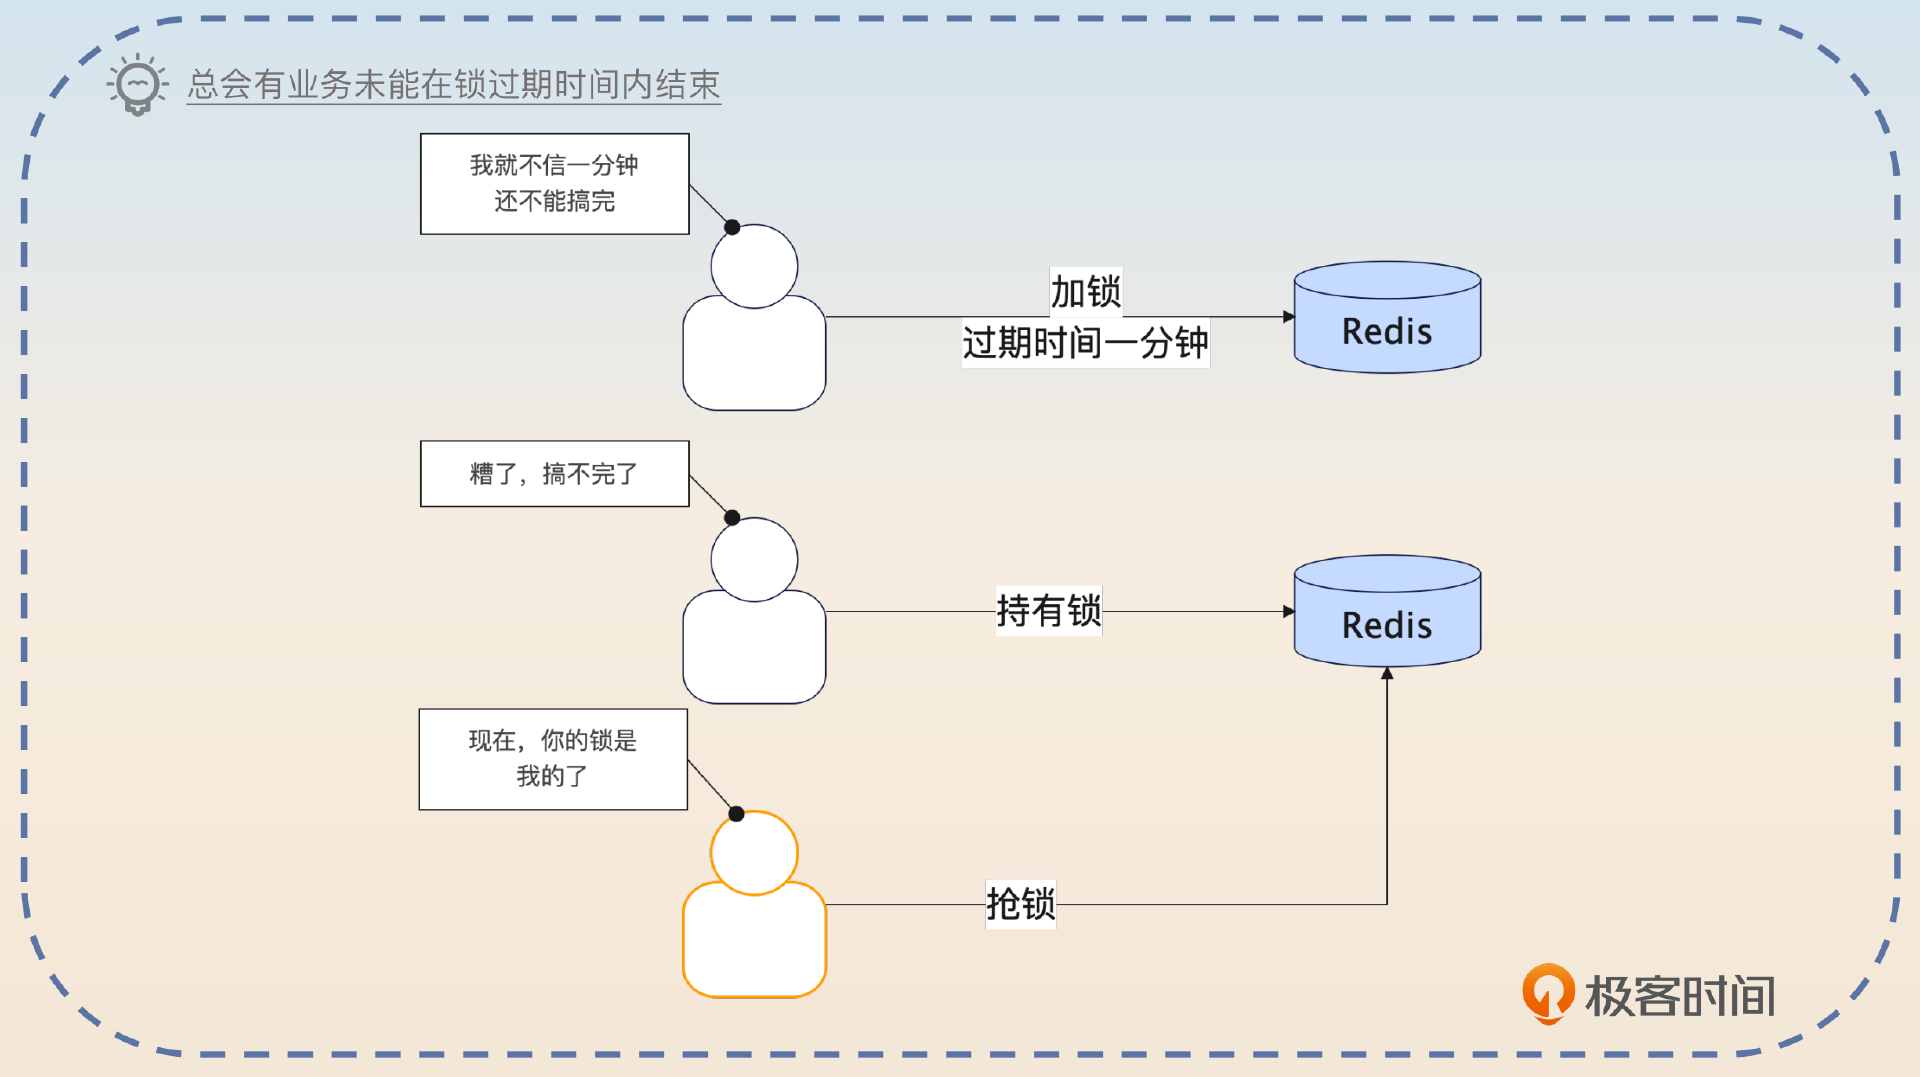 总会有业务未能在锁过期时间内结束
我就不信一分钟
还不能搞完
加锁
过期时间一分钟
Redis
糟了，搞不完了
持有锁
Redis
现在，你的锁是
我的了
抢锁
极客时间